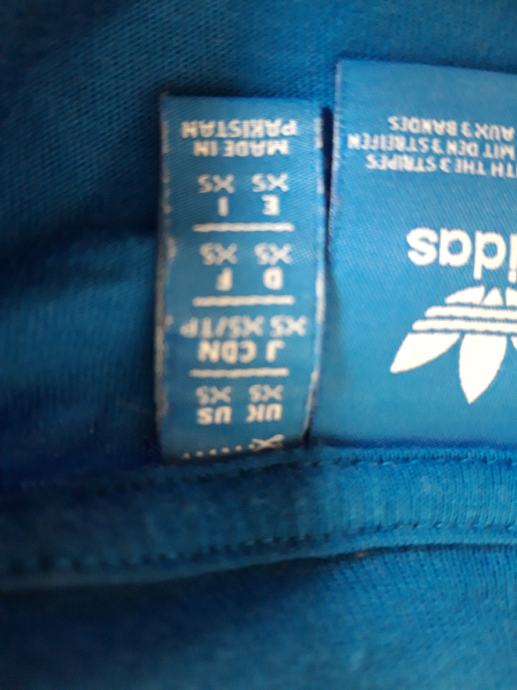 adidas
WITH THE 3 STRIPES
MIT DEN 3 STREIFEN
AUX 3 BANDES
UK US
XS XS
J CDN
XS XS/TP
D F
XS XS
E I
XS XS
MADE IN
PAKISTAN